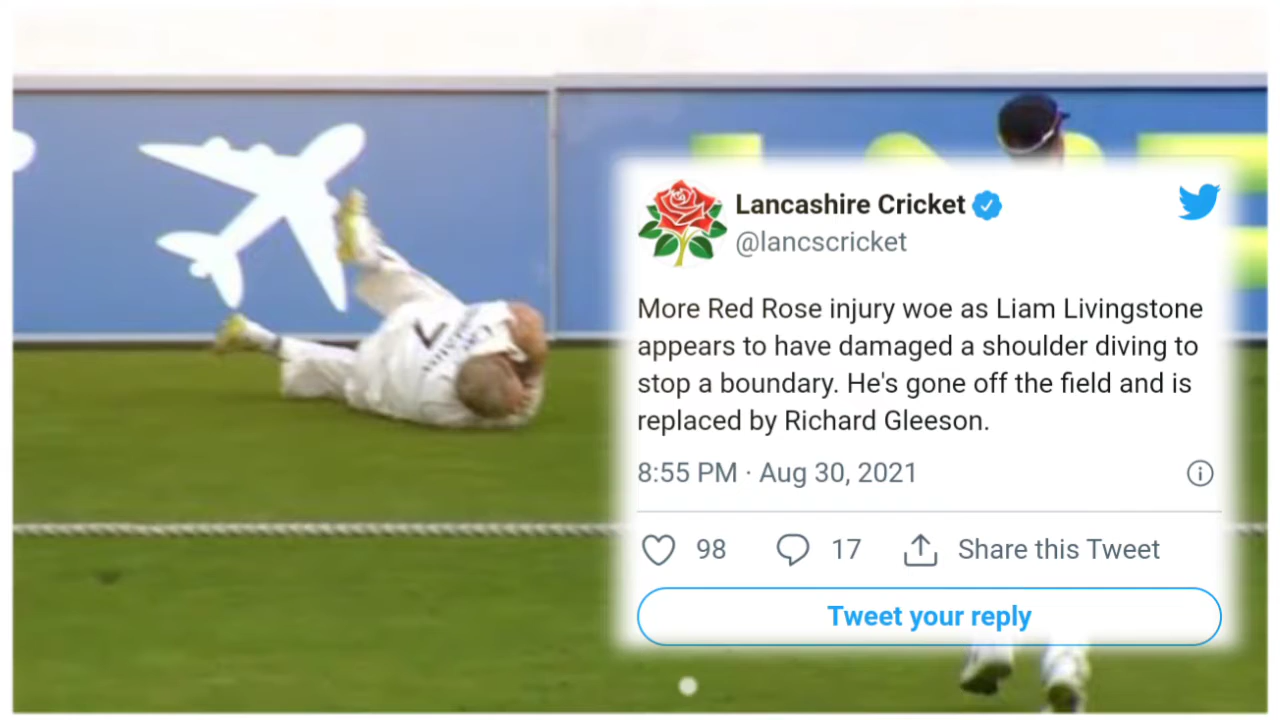 Lancashire Cricket
@lancscricket
More Red Rose injury woe as Liam Livingstone
appears to have damaged a shoulder diving to
stop a boundary. He's gone off the field and is
replaced by Richard Gleeson.
8:55 PM · Aug 30, 2021
98 17 Share this Tweet
Tweet your reply
7